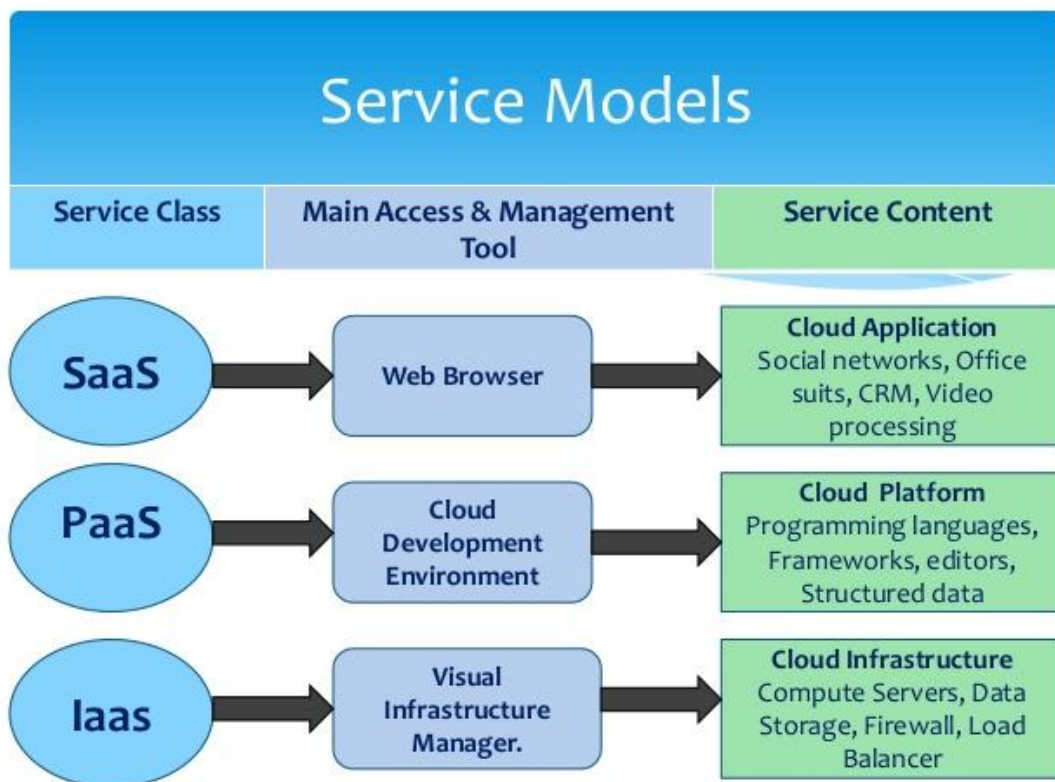 Service Models
Service Class
Main Access & Management
Tool
Service Content
SaaS
Web Browser
Cloud Application
Social networks, Office
suits, CRM, Video
processing
PaaS
Cloud
Development
Environment
Cloud Platform
Programming languages,
Frameworks, editors,
Structured data
Iaas
Visual
Infrastructure
Manager.
Cloud Infrastructure
Compute Servers, Data
Storage, Firewall, Load
Balancer